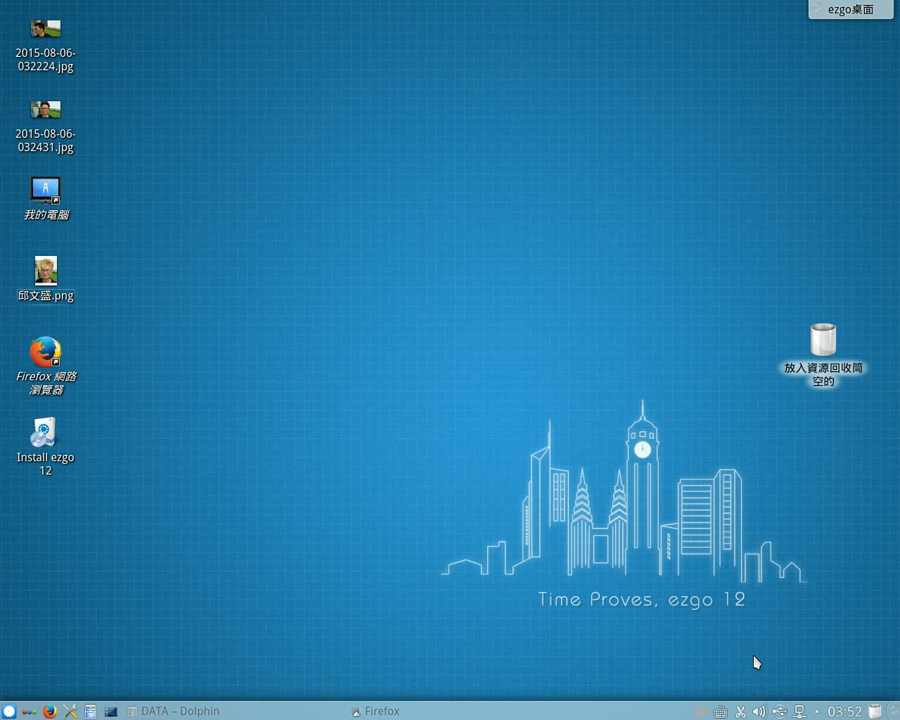 ezgo桌面
2015-08-06-
032224.jpg
2015-08-06-
032431.jpg
我的電腦
邱文盛.png
Firefox 網路
瀏覽器
Install ezgo
12
放入資源回收筒
空的
Time Proves, ezgo 12
DATA – Dolphin
Firefox
03:52